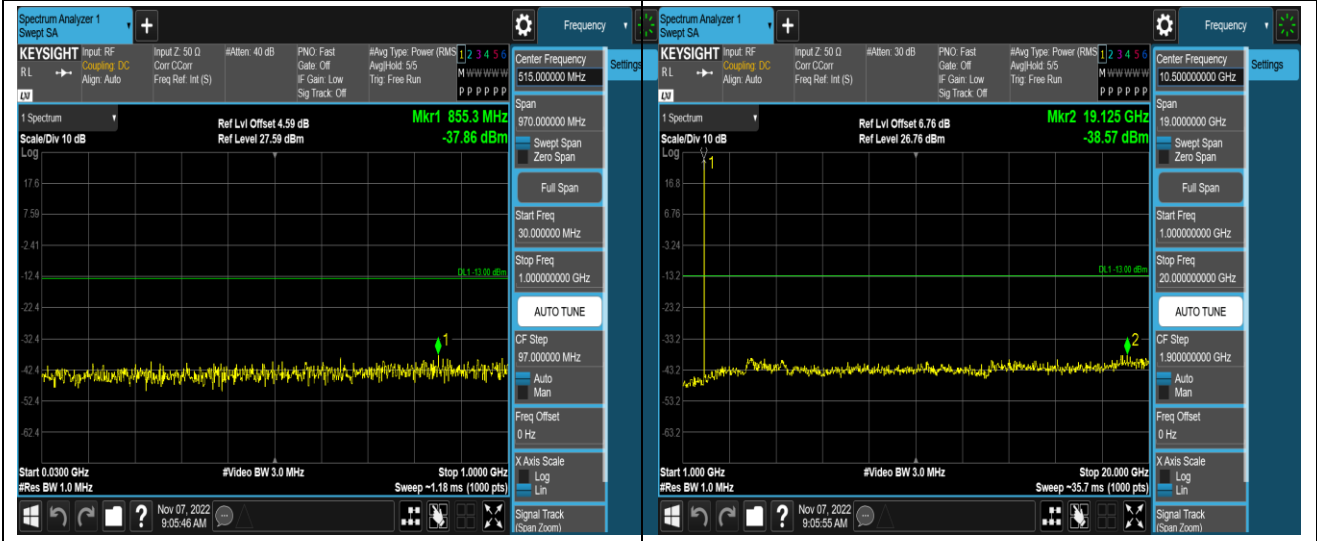 Spectrum Analyzer 1
Swept SA
+
Frequency
KEYSIGHT
RL
LXI
Input: RF
Coupling: DC
Align: Auto
Input Z: 50 Ω
Corr CCorr
Freq Ref: Int (S)
#Atten: 40 dB
PNO: Fast
Gate: Off
IF Gain: Low
Sig Track: Off
#Avg Type: Power (RMS
Avg|Hold: 5/5
Trig: Free Run
1 2 3 4 5 6
M W W W W W
P P P P P P
Center Frequency
515.000000 MHz
Settings
1 Spectrum
Scale/Div 10 dB
Log
Ref Lvl Offset 4.59 dB
Ref Level 27.59 dBm
Mkr1 855.3 MHz
-37.86 dBm
17.6
7.59
-2.41
-12.4
-22.4
-32.4
-42.4
-52.4
-62.4
DL1 -13.00 dBm
1
Span
970.000000 MHz
Swept Span
Zero Span
Full Span
Start Freq
30.000000 MHz
Stop Freq
1.000000000 GHz
AUTO TUNE
CF Step
97.000000 MHz
Auto
Man
Freq Offset
0 Hz
X Axis Scale
Log
Lin
Signal Track
(Span Zoom)
Start 0.0300 GHz
#Res BW 1.0 MHz
#Video BW 3.0 MHz
Stop 1.0000 GHz
Sweep ~1.18 ms (1000 pts)
?
Nov 07, 2022
9:05:46 AM
Spectrum Analyzer 1
Swept SA
+
Frequency
KEYSIGHT
RL
LXI
Input: RF
Coupling: DC
Align: Auto
Input Z: 50 Ω
Corr CCorr
Freq Ref: Int (S)
#Atten: 30 dB
PNO: Fast
Gate: Off
IF Gain: Low
Sig Track: Off
#Avg Type: Power (RMS
Avg|Hold: 5/5
Trig: Free Run
1 2 3 4 5 6
M W W W W W
P P P P P P
Center Frequency
10.500000000 GHz
Settings
1 Spectrum
Scale/Div 10 dB
Log
Ref Lvl Offset 6.76 dB
Ref Level 26.76 dBm
Mkr2 19.125 GHz
-38.57 dBm
1
16.8
6.76
-3.24
-13.2
-23.2
-33.2
-43.2
-53.2
-63.2
DL1 -13.00 dBm
2
Span
19.0000000 GHz
Swept Span
Zero Span
Full Span
Start Freq
1.000000000 GHz
Stop Freq
20.000000000 GHz
AUTO TUNE
CF Step
1.900000000 GHz
Auto
Man
Freq Offset
0 Hz
X Axis Scale
Log
Lin
Signal Track
(Span Zoom)
Start 1.000 GHz
#Res BW 1.0 MHz
#Video BW 3.0 MHz
Stop 20.000 GHz
Sweep ~35.7 ms (1000 pts)
?
Nov 07, 2022
9:05:55 AM